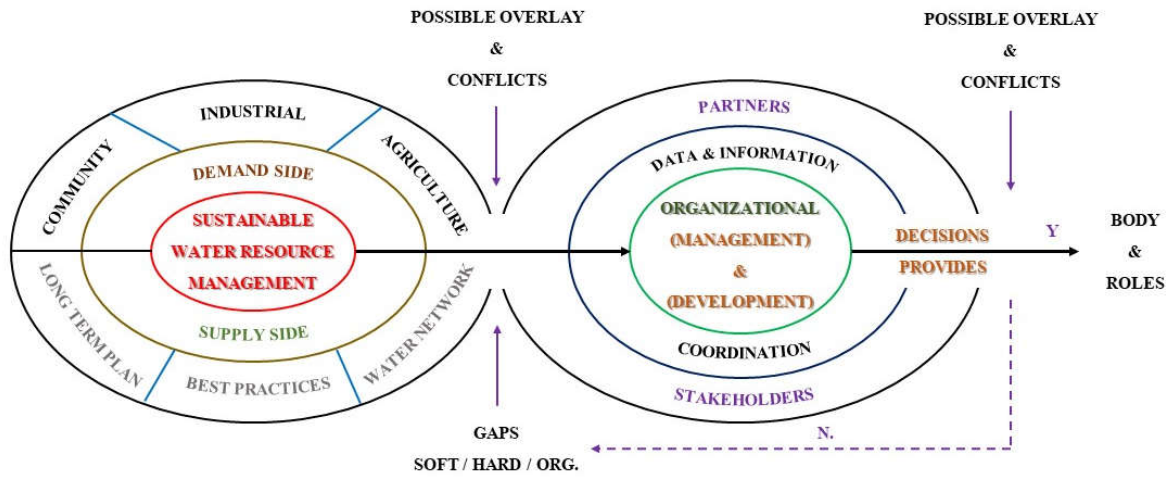 POSSIBLE OVERLAY
&
CONFLICTS
POSSIBLE OVERLAY
&
CONFLICTS
INDUSTRIAL
COMMUNITY
AGRICULTURE
DEMAND SIDE
SUSTAINABLE
WATER RESOURCE
MANAGEMENT
SUPPLY SIDE
LONG TERM PLAN
BEST PRACTICES
WATER NETWORK
PARTNERS
DATA & INFORMATION
ORGANIZATIONAL
(MANAGEMENT)
&
(DEVELOPMENT)
COORDINATION
STAKEHOLDERS
DECISIONS
PROVIDES
Y
BODY
&
ROLES
GAPS
SOFT / HARD / ORG.
N.